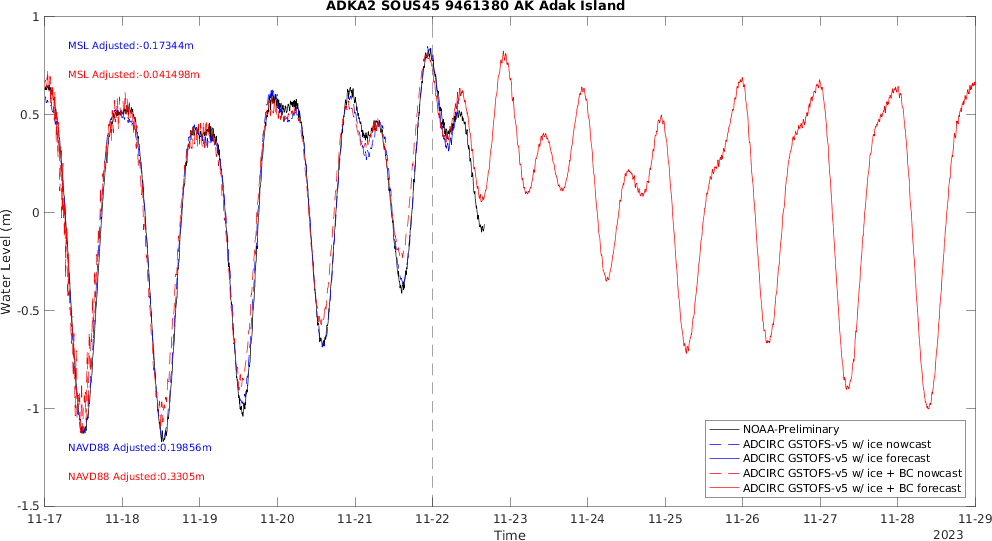 ADKA2 SOUS45 9461380 AK Adak Island
MSL Adjusted:-0.17344m
MSL Adjusted:-0.041498m
NAVD88 Adjusted:0.19856m
NAVD88 Adjusted:0.3305m
Water Level (m)
1
0.5
0
-0.5
-1
-1.5
NOAA-Preliminary
ADCIRC GSTOFS-v5 w/ ice nowcast
ADCIRC GSTOFS-v5 w/ ice forecast
ADCIRC GSTOFS-v5 w/ ice + BC nowcast
ADCIRC GSTOFS-v5 w/ ice + BC forecast
11-17 11-18 11-19 11-20 11-21 11-22 11-23 11-24 11-25 11-26 11-27 11-28 11-29
Time
2023